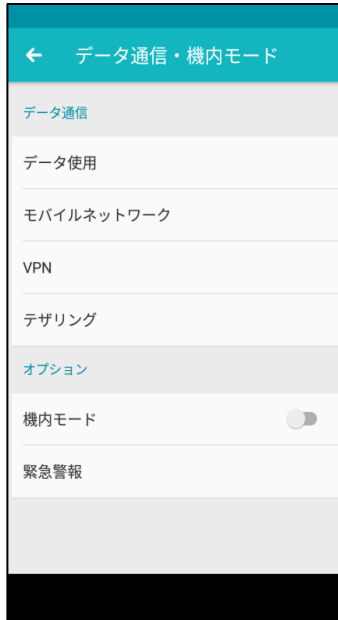 データ通信・機内モード
データ通信
データ使用
モバイルネットワーク
VPN
テザリング
オプション
機内モード
緊急警報